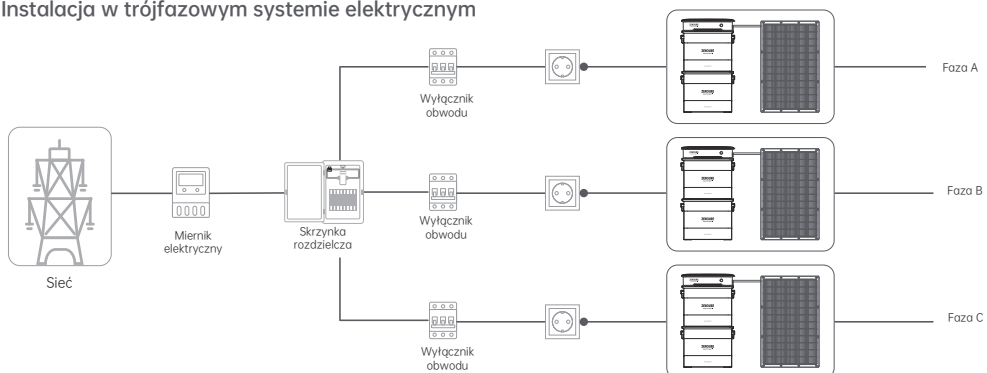 Instalacja w trójfazowym systemie elektrycznym
Wyłącznik
obwodu
Faza A
Sieć
Miernik
elektryczny
Skrzynka
rozdzielcza
Wyłącznik
obwodu
Faza B
Wyłącznik
obwodu
Faza C